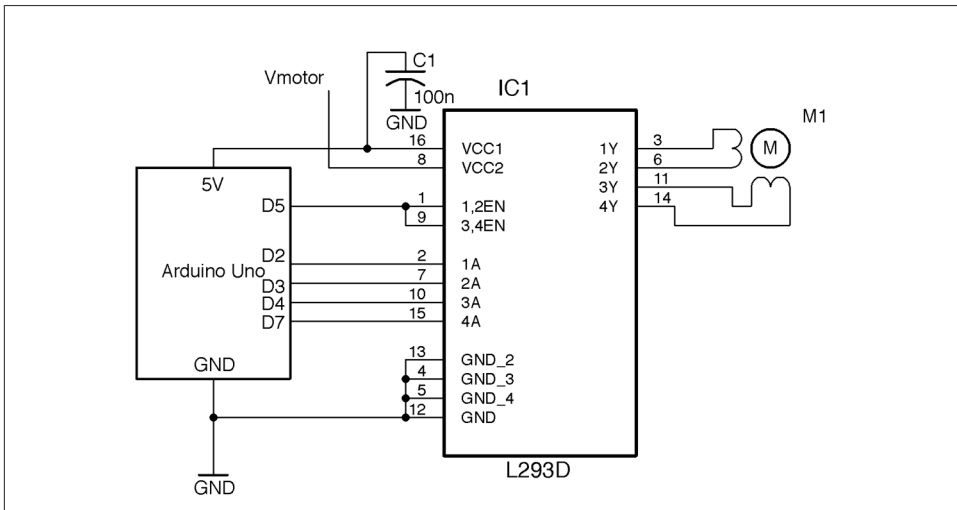 C1
Vmotor
100n
IC1
GND
M1
16
VCC1
1Y
3
M
8
VCC2
2Y
6
5V
3Y
11
D5
1
1,2EN
4Y
14
9
3,4EN
D2
2
1A
Arduino Uno
D3
7
2A
D4
10
3A
D7
15
4A
GND
13
GND_2
4
GND_3
5
GND_4
12
GND
L293D
GND